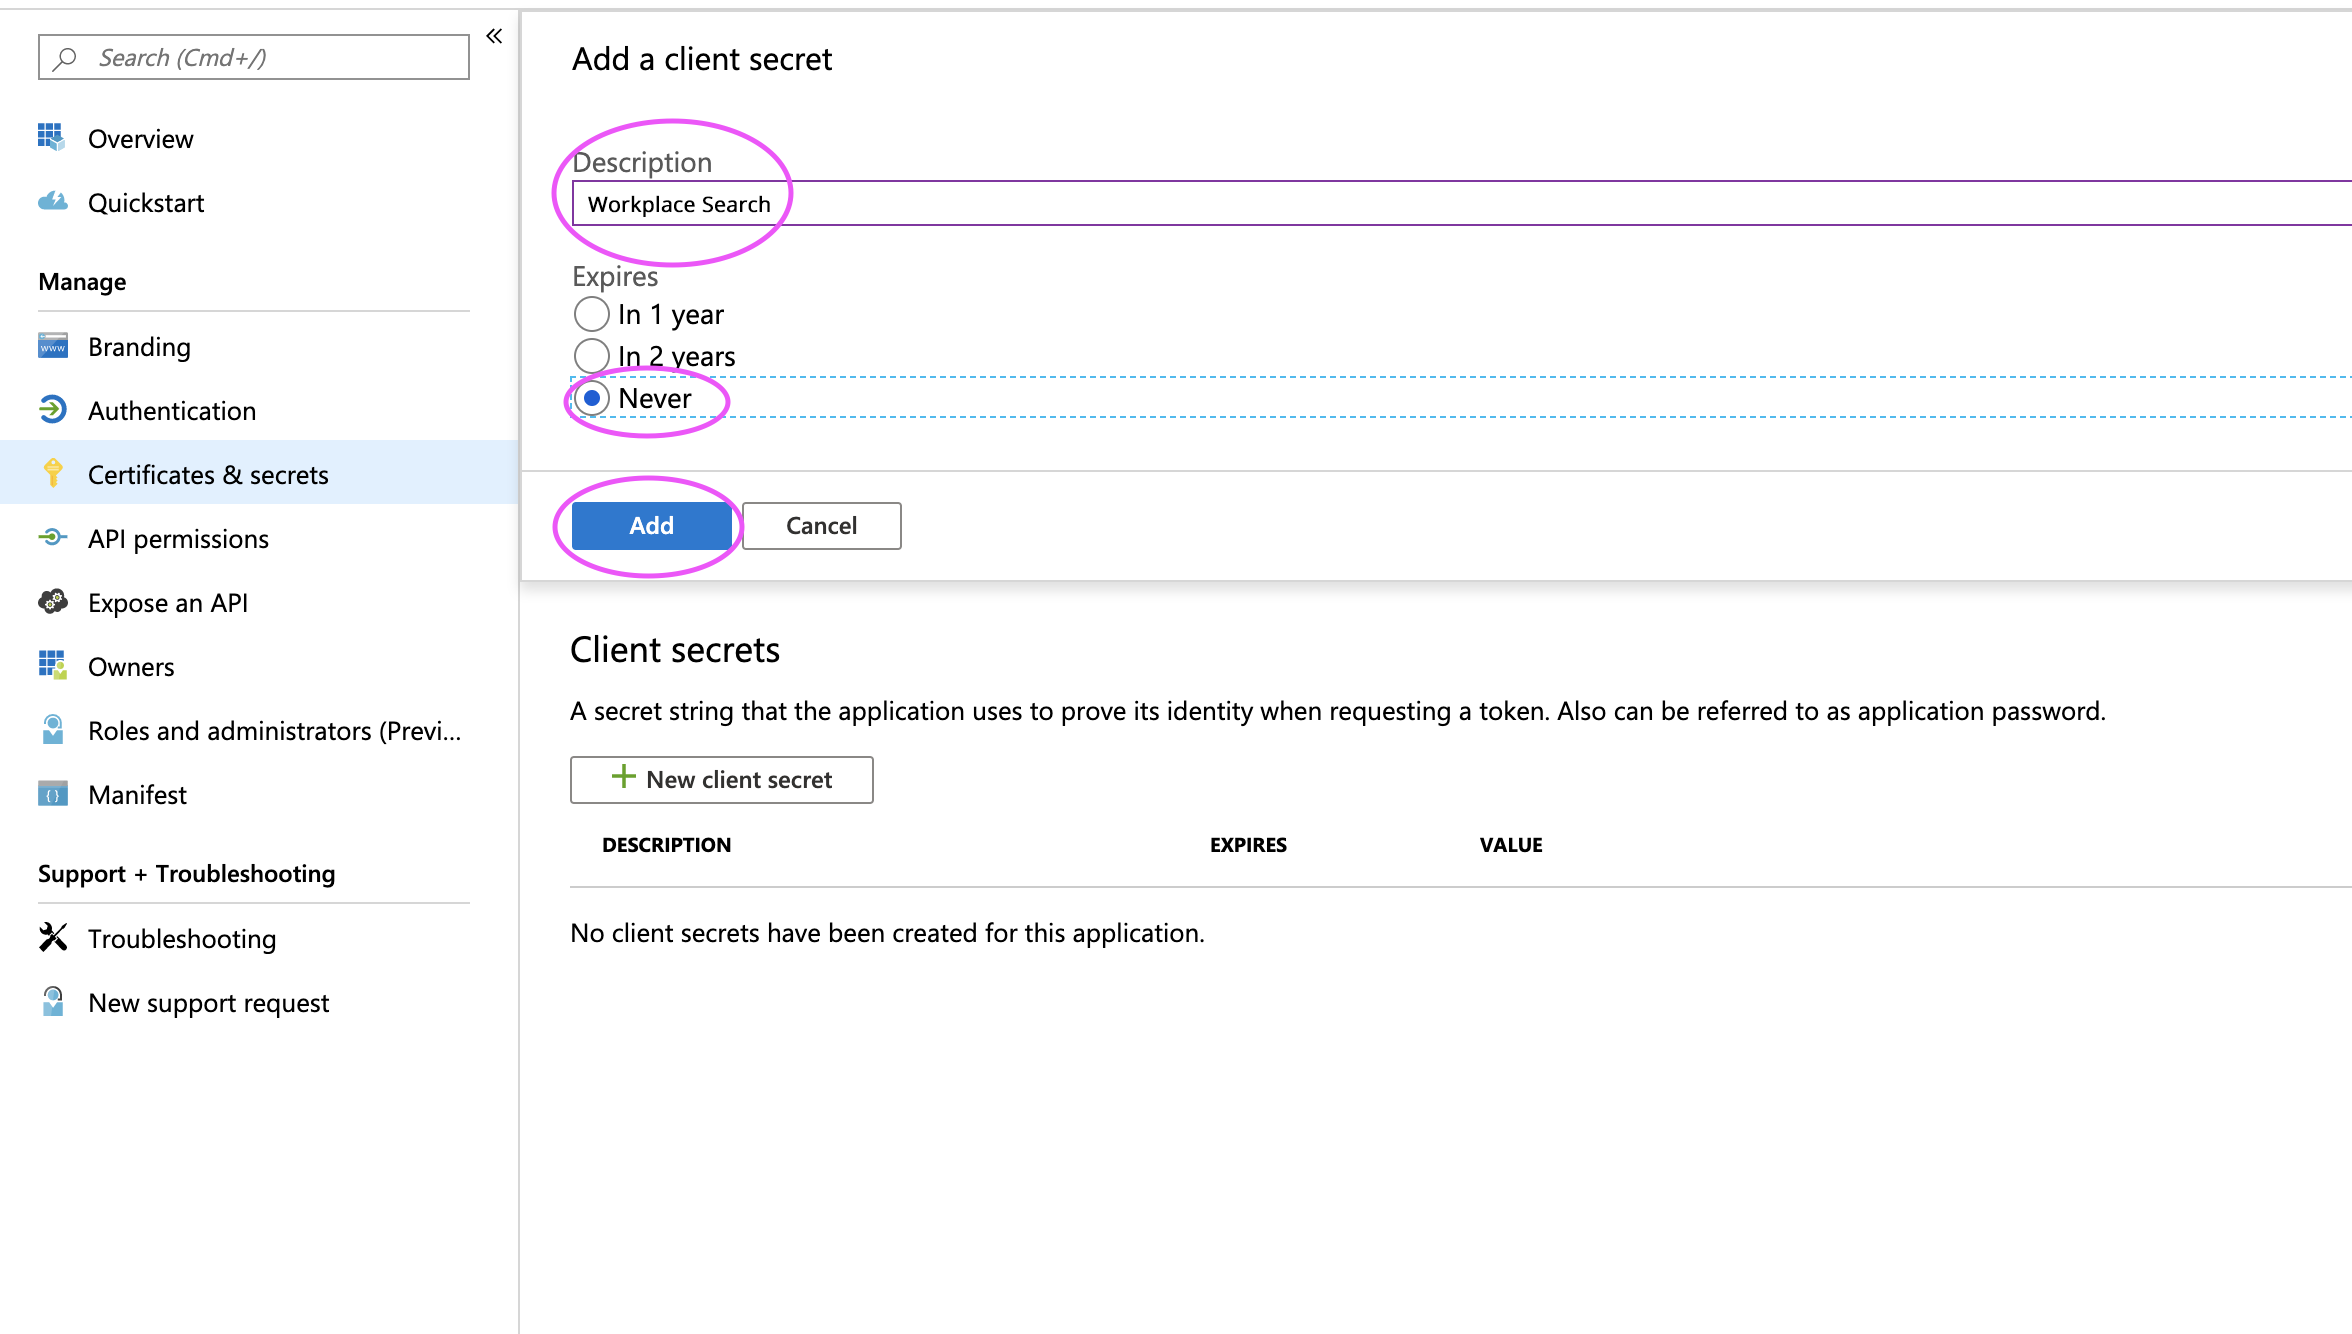 Search (Cmd+/)
Overview
Quickstart
Manage
www
Branding
Authentication
Certificates & secrets
API permissions
Expose an API
Owners
Roles and administrators (Previ...
Manifest
Support + Troubleshooting
Troubleshooting
New support request
Add a client secret
Description
Workplace Search
Expires
In 1 year
In 2 years
Never
Add
Cancel
Client secrets
A secret string that the application uses to prove its identity when requesting a token. Also can be referred to as application password.
New client secret
DESCRIPTION EXPIRES VALUE
No client secrets have been created for this application.